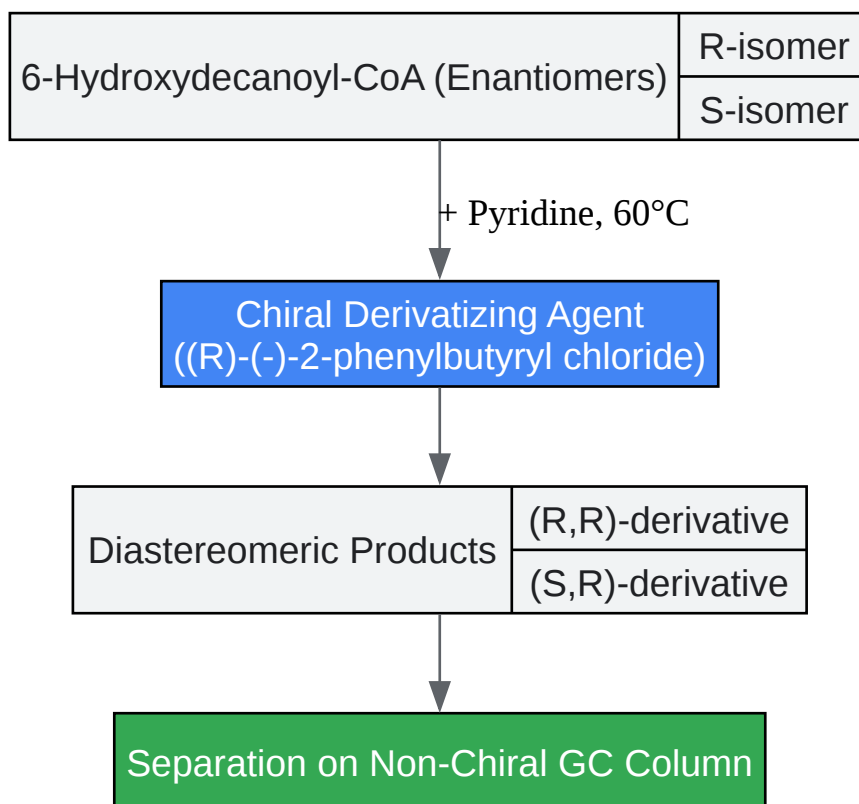 6-Hydroxydecanoyl-CoA (Enantiomers)
R-isomer
S-isomer
+ Pyridine, 60°C
Chiral Derivatizing Agent
((R)-(-)-2-phenylbutyryl chloride)
Diastereomeric Products
(R,R)-derivative
(S,R)-derivative
Separation on Non-Chiral GC Column